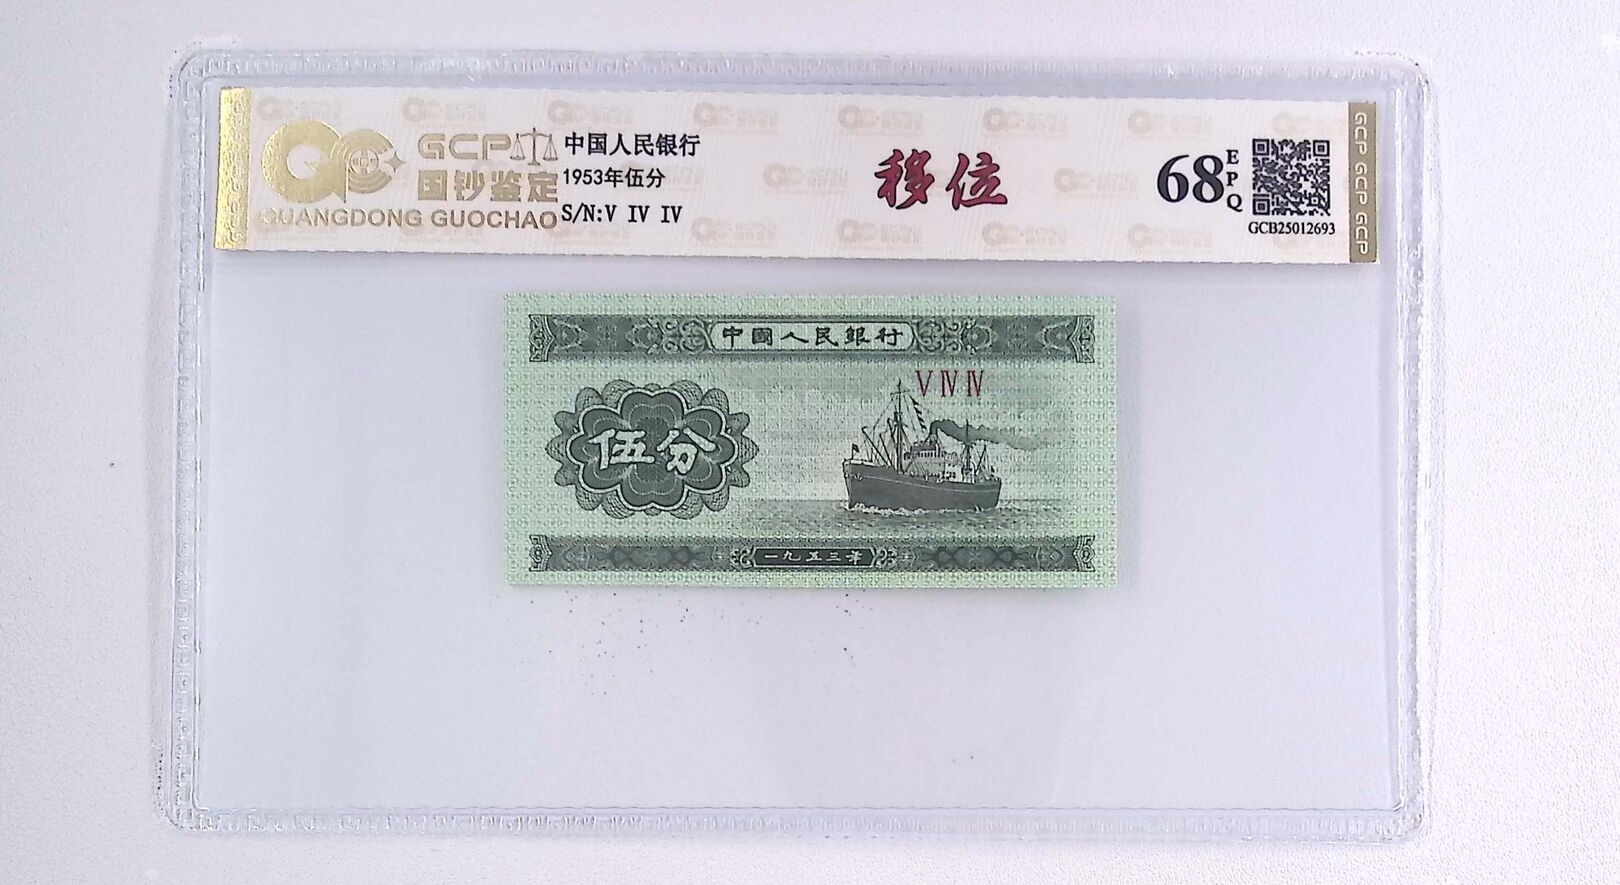 GCP
国钞鉴定
GUANGDONG GUOCHAO
中国人民银行
1953年伍分
S/N:V IV IV
移位
68
EPQ
GCB25012693
GCP GCP GCP
中國人民銀行
V IV IV
伍分
一九五三年